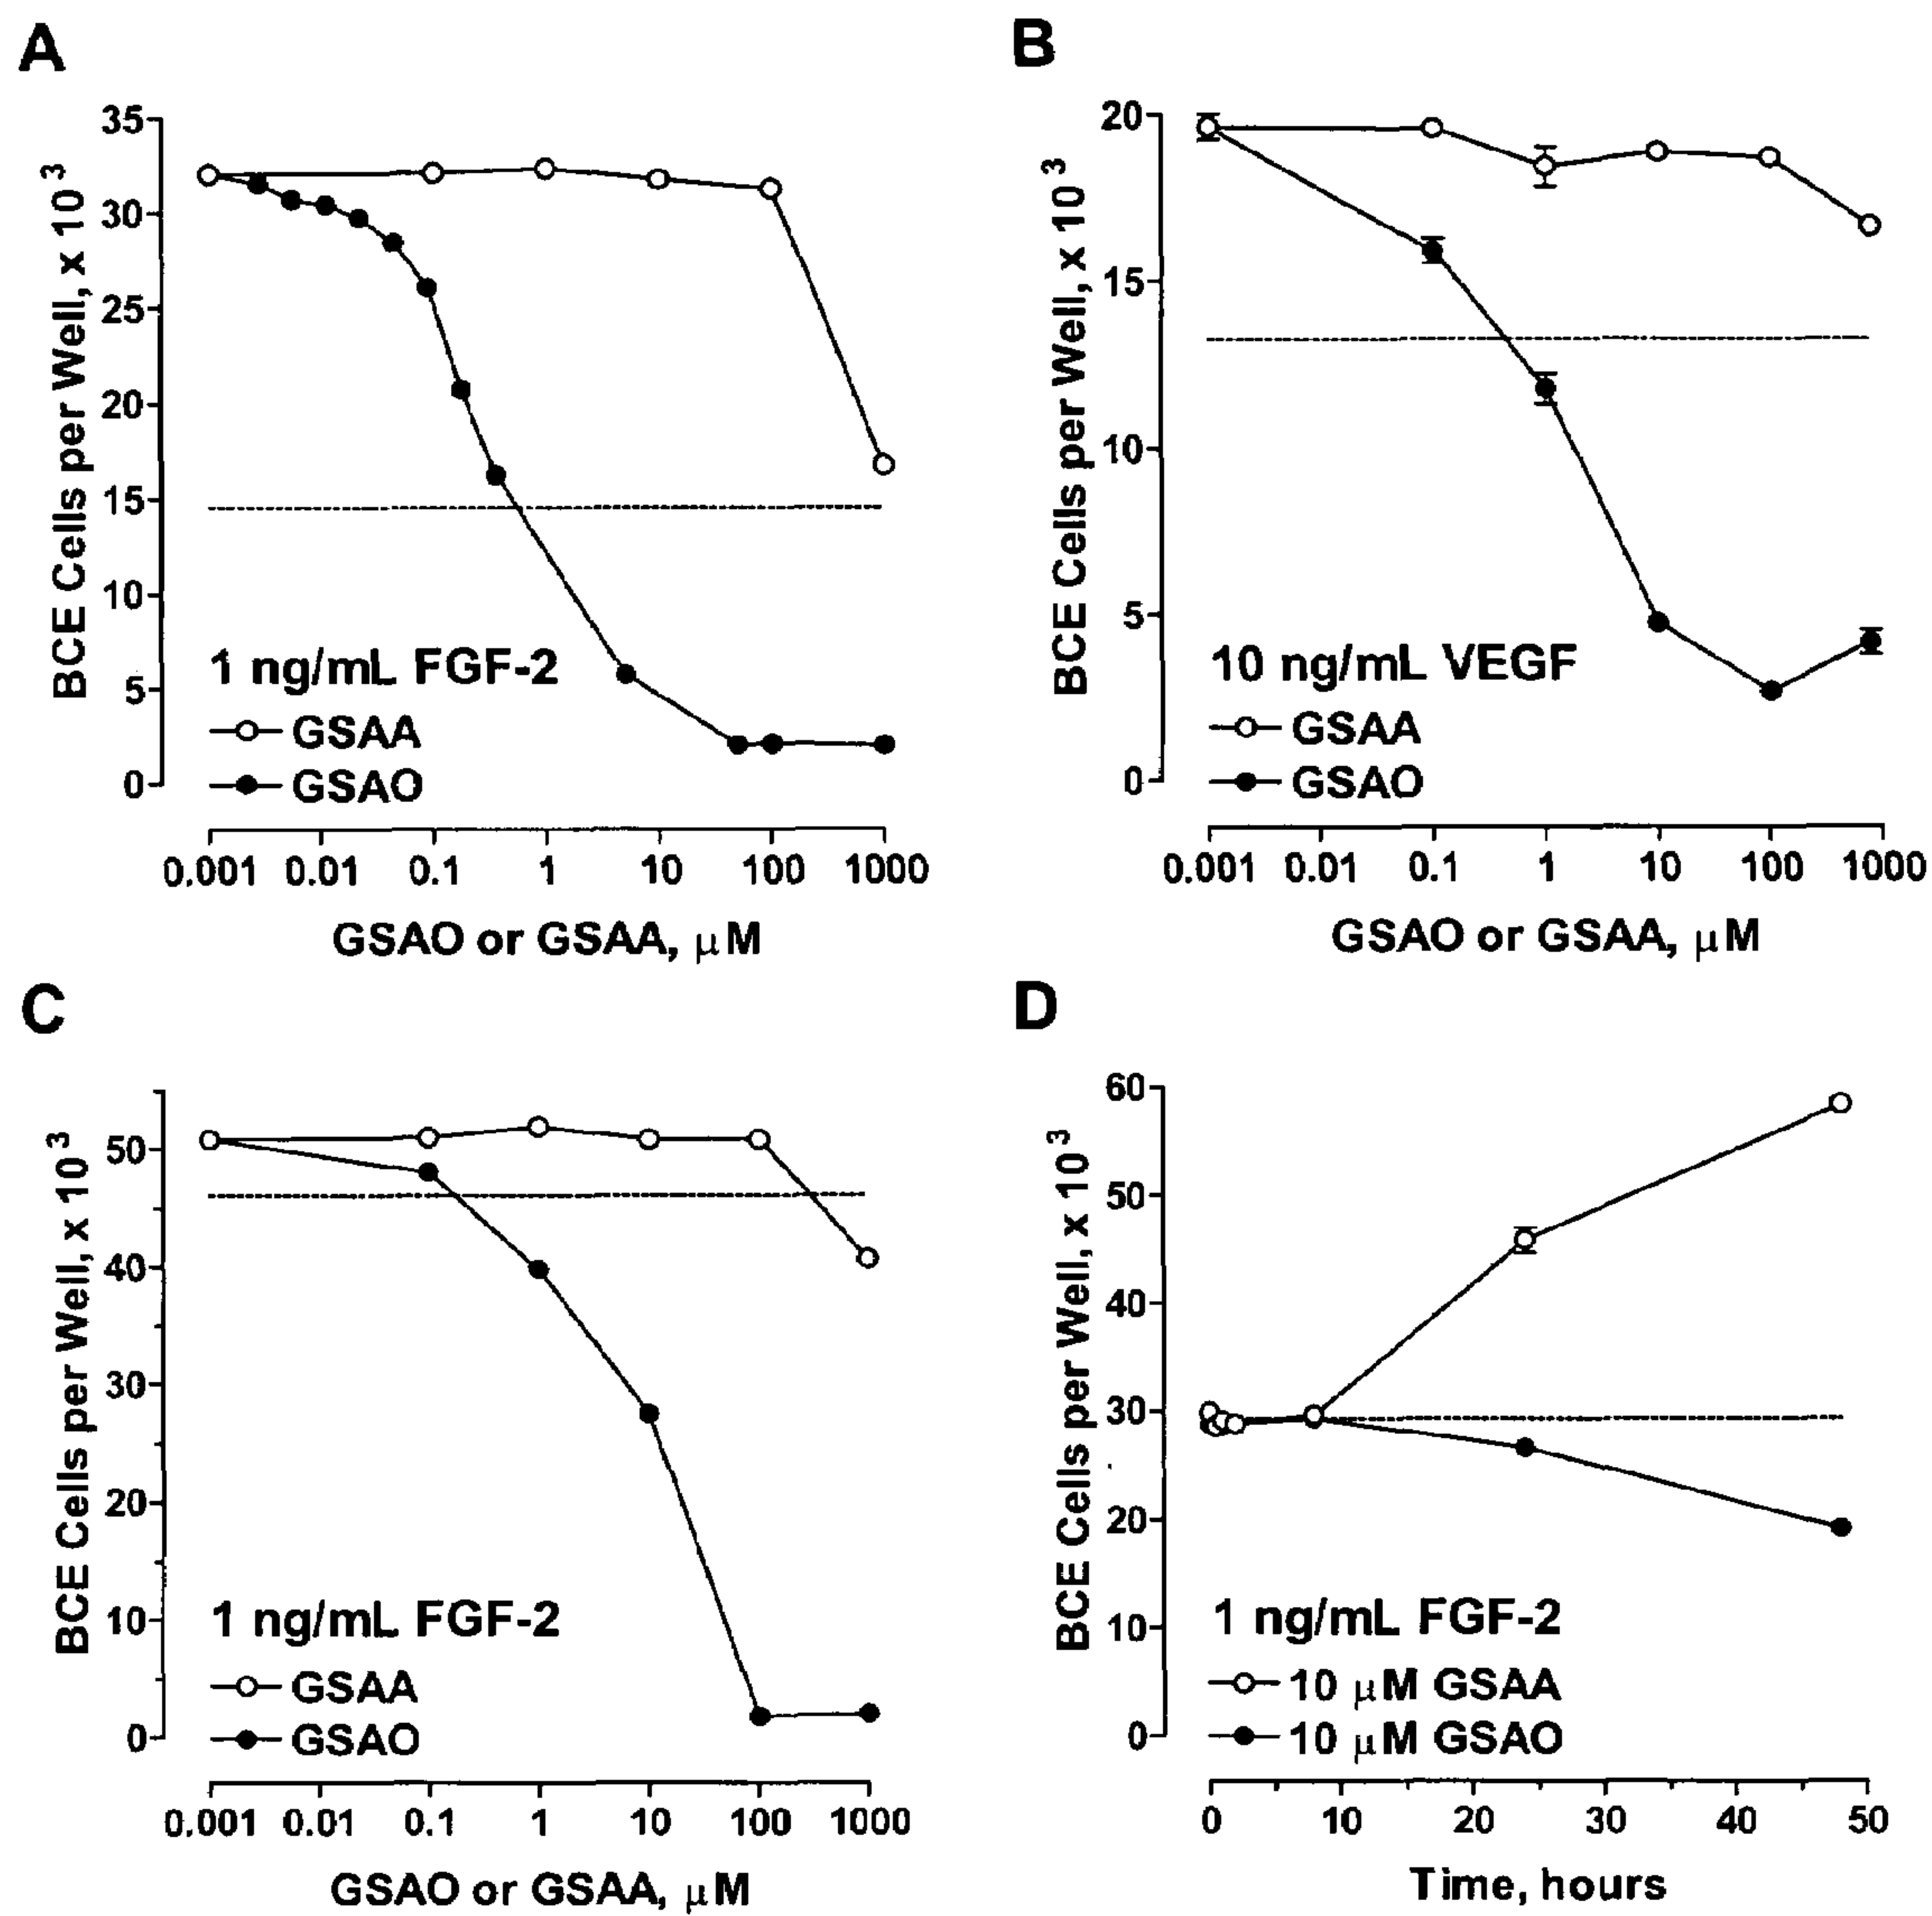 A
BCE Cells per Well, x 10³
35
30
25
20
15
10
5
0
1 ng/mL FGF-2
GSAA
GSAO
0.001 0.01 0.1 1 10 100 1000
GSAO or GSAA, μM
B
BCE Cells per Well, x 10³
20
15
10
5
0
10 ng/mL VEGF
GSAA
GSAO
0.001 0.01 0.1 1 10 100 1000
GSAO or GSAA, μM
C
BCE Cells per Well, x 10³
50
40
30
20
10
0
1 ng/mL FGF-2
GSAA
GSAO
0.001 0.01 0.1 1 10 100 1000
GSAO or GSAA, μM
D
BCE Cells per Well, x 10³
60
50
40
30
20
10
0
1 ng/mL FGF-2
10 μM GSAA
10 μM GSAO
0 10 20 30 40 50
Time, hours